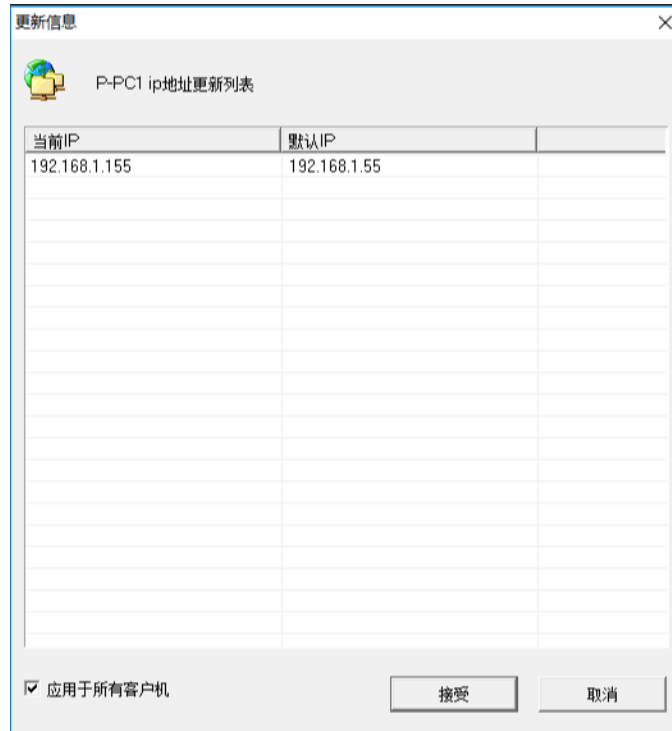 更新信息
P-PC1 ip地址更新列表
当前IP 默认IP
192.168.1.155 192.168.1.55
应用于所有客户机
接受 取消